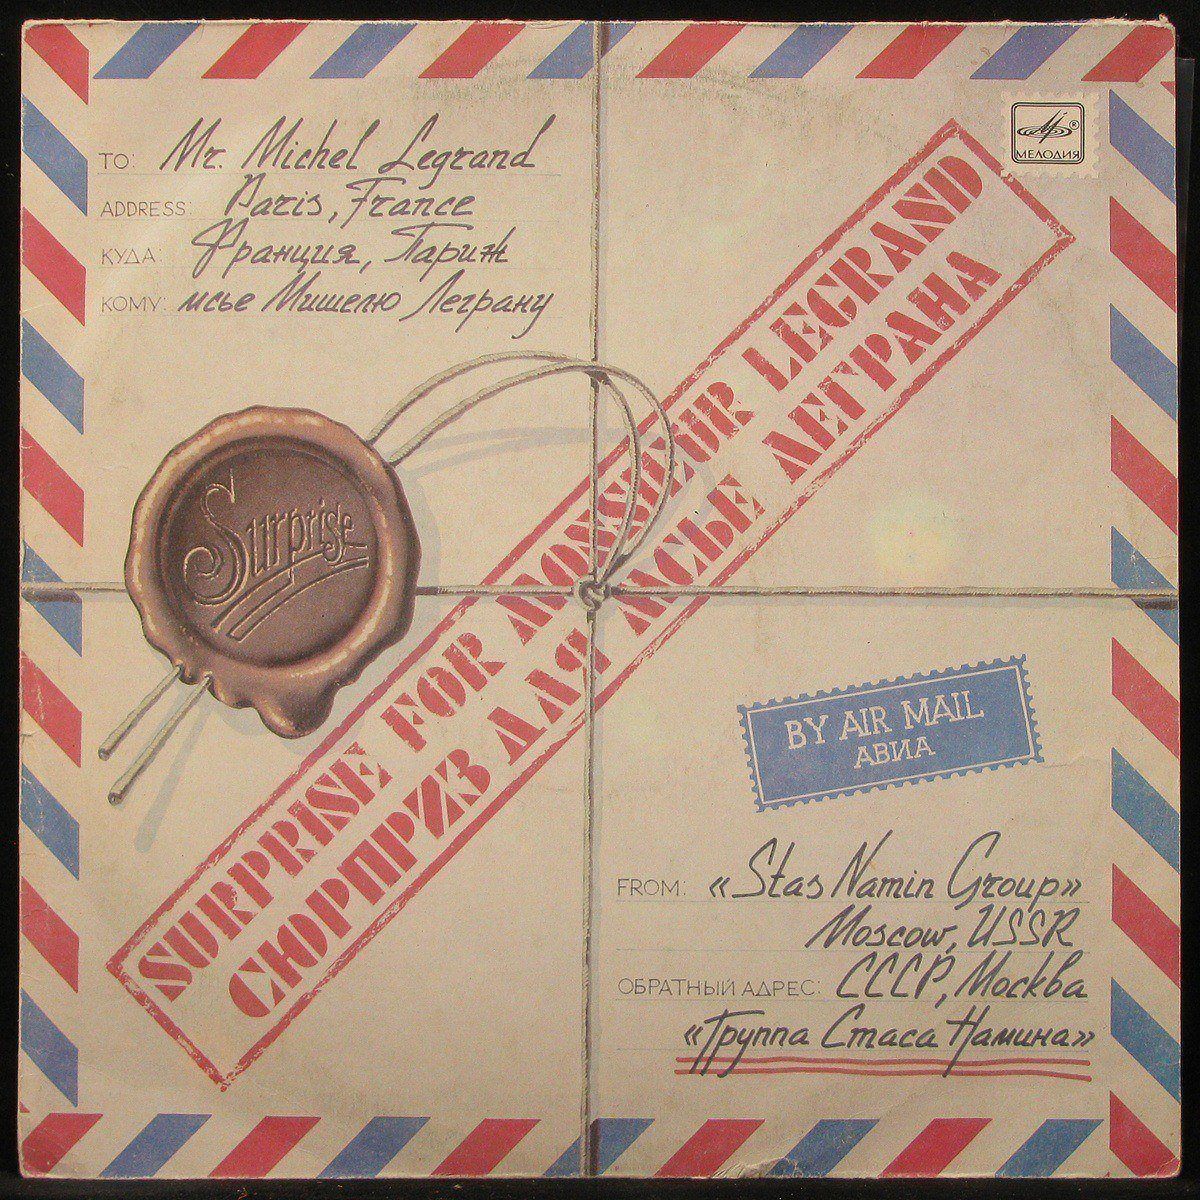 TO: Mr. Michel Legrand
ADDRESS: Paris, France
КУДА: Франция, Париж
КОМУ: мсье Мишелю Леграну
МЕЛОДИЯ ®
SURPRISE FOR MONSIEUR LEGRAND
СЮРПРИЗ ДЛЯ МСЬЕ ЛЕГРАНА
Surprise
BY AIR MAIL
АВИА
FROM: «Stas Namin Group»
Moscow, USSR
ОБРАТНЫЙ АДРЕС: СССР, Москва
«Группа Стаса Намина»